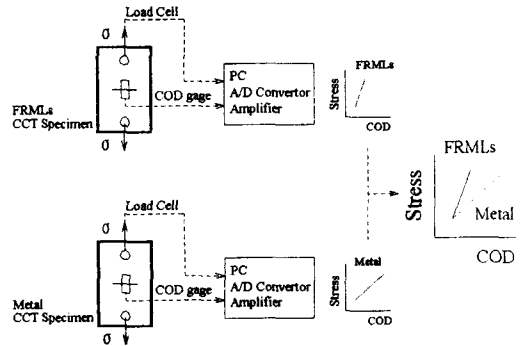 σ
Load Cell
FRMLs
CCT Specimen
COD gage
σ
PC
A/D Convertor
Amplifier
Stress
FRMLs
COD
σ
Load Cell
Metal
CCT Specimen
COD gage
σ
PC
A/D Convertor
Amplifier
Stress
Metal
COD
Stress
FRMLs
Metal
COD